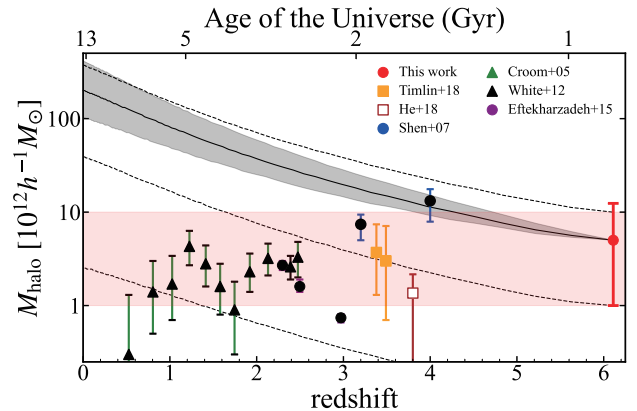 Age of the Universe (Gyr)
13 5 2 1
This work
Timlin+18
He+18
Shen+07
Croom+05
White+12
Eftekharzadeh+15
M_halo [10^12 h^-1 M_⊙]
100
10
1
0 1 2 3 4 5 6
redshift